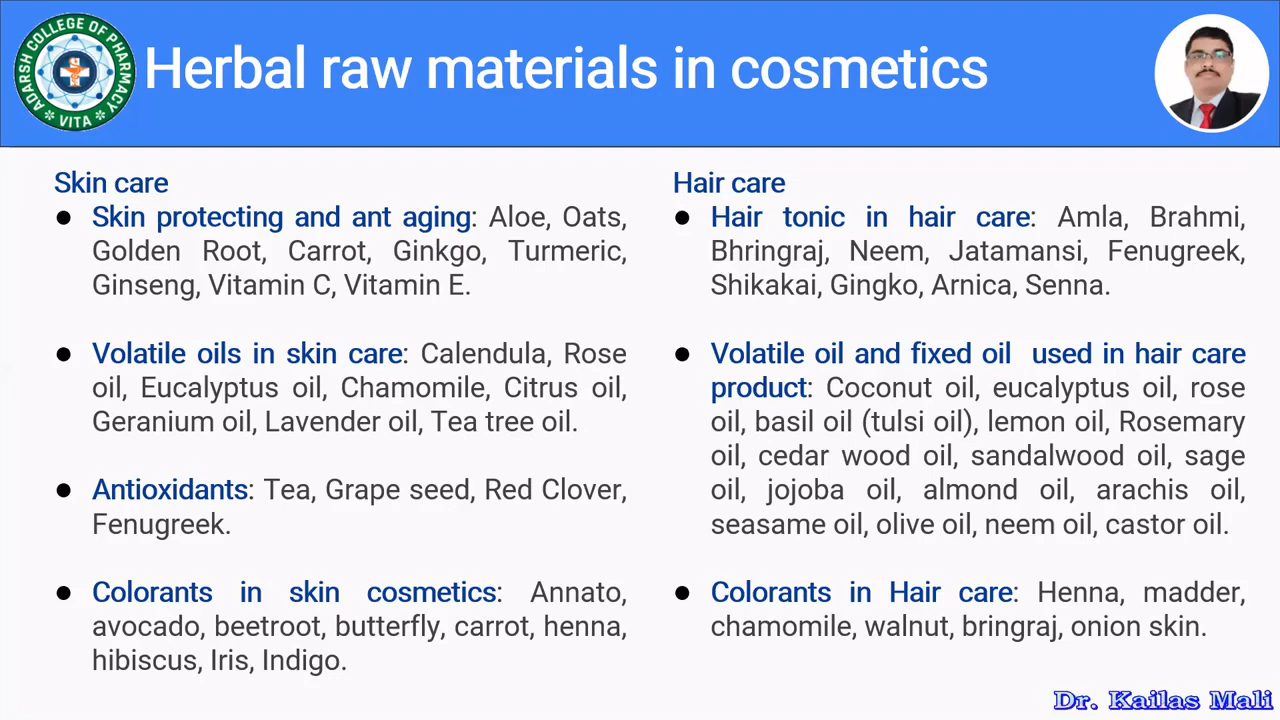 ADARSH COLLEGE OF PHARMACY
VITA
Herbal raw materials in cosmetics
Skin care
● Skin protecting and ant aging: Aloe, Oats,
Golden Root, Carrot, Ginkgo, Turmeric,
Ginseng, Vitamin C, Vitamin E.
● Volatile oils in skin care: Calendula, Rose
oil, Eucalyptus oil, Chamomile, Citrus oil,
Geranium oil, Lavender oil, Tea tree oil.
● Antioxidants: Tea, Grape seed, Red Clover,
Fenugreek.
● Colorants in skin cosmetics: Annato,
avocado, beetroot, butterfly, carrot, henna,
hibiscus, Iris, Indigo.
Hair care
● Hair tonic in hair care: Amla, Brahmi,
Bhringraj, Neem, Jatamansi, Fenugreek,
Shikakai, Gingko, Arnica, Senna.
● Volatile oil and fixed oil used in hair care
product: Coconut oil, eucalyptus oil, rose
oil, basil oil (tulsi oil), lemon oil, Rosemary
oil, cedar wood oil, sandalwood oil, sage
oil, jojoba oil, almond oil, arachis oil,
seasame oil, olive oil, neem oil, castor oil.
● Colorants in Hair care: Henna, madder,
chamomile, walnut, bringraj, onion skin.
Dr. Kailas Mali